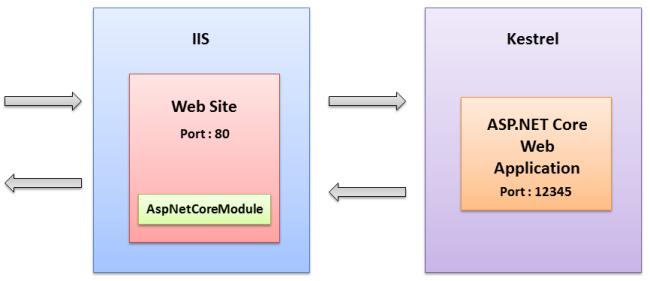 IIS
Web Site
Port : 80
AspNetCoreModule
Kestrel
ASP.NET Core
Web
Application
Port : 12345